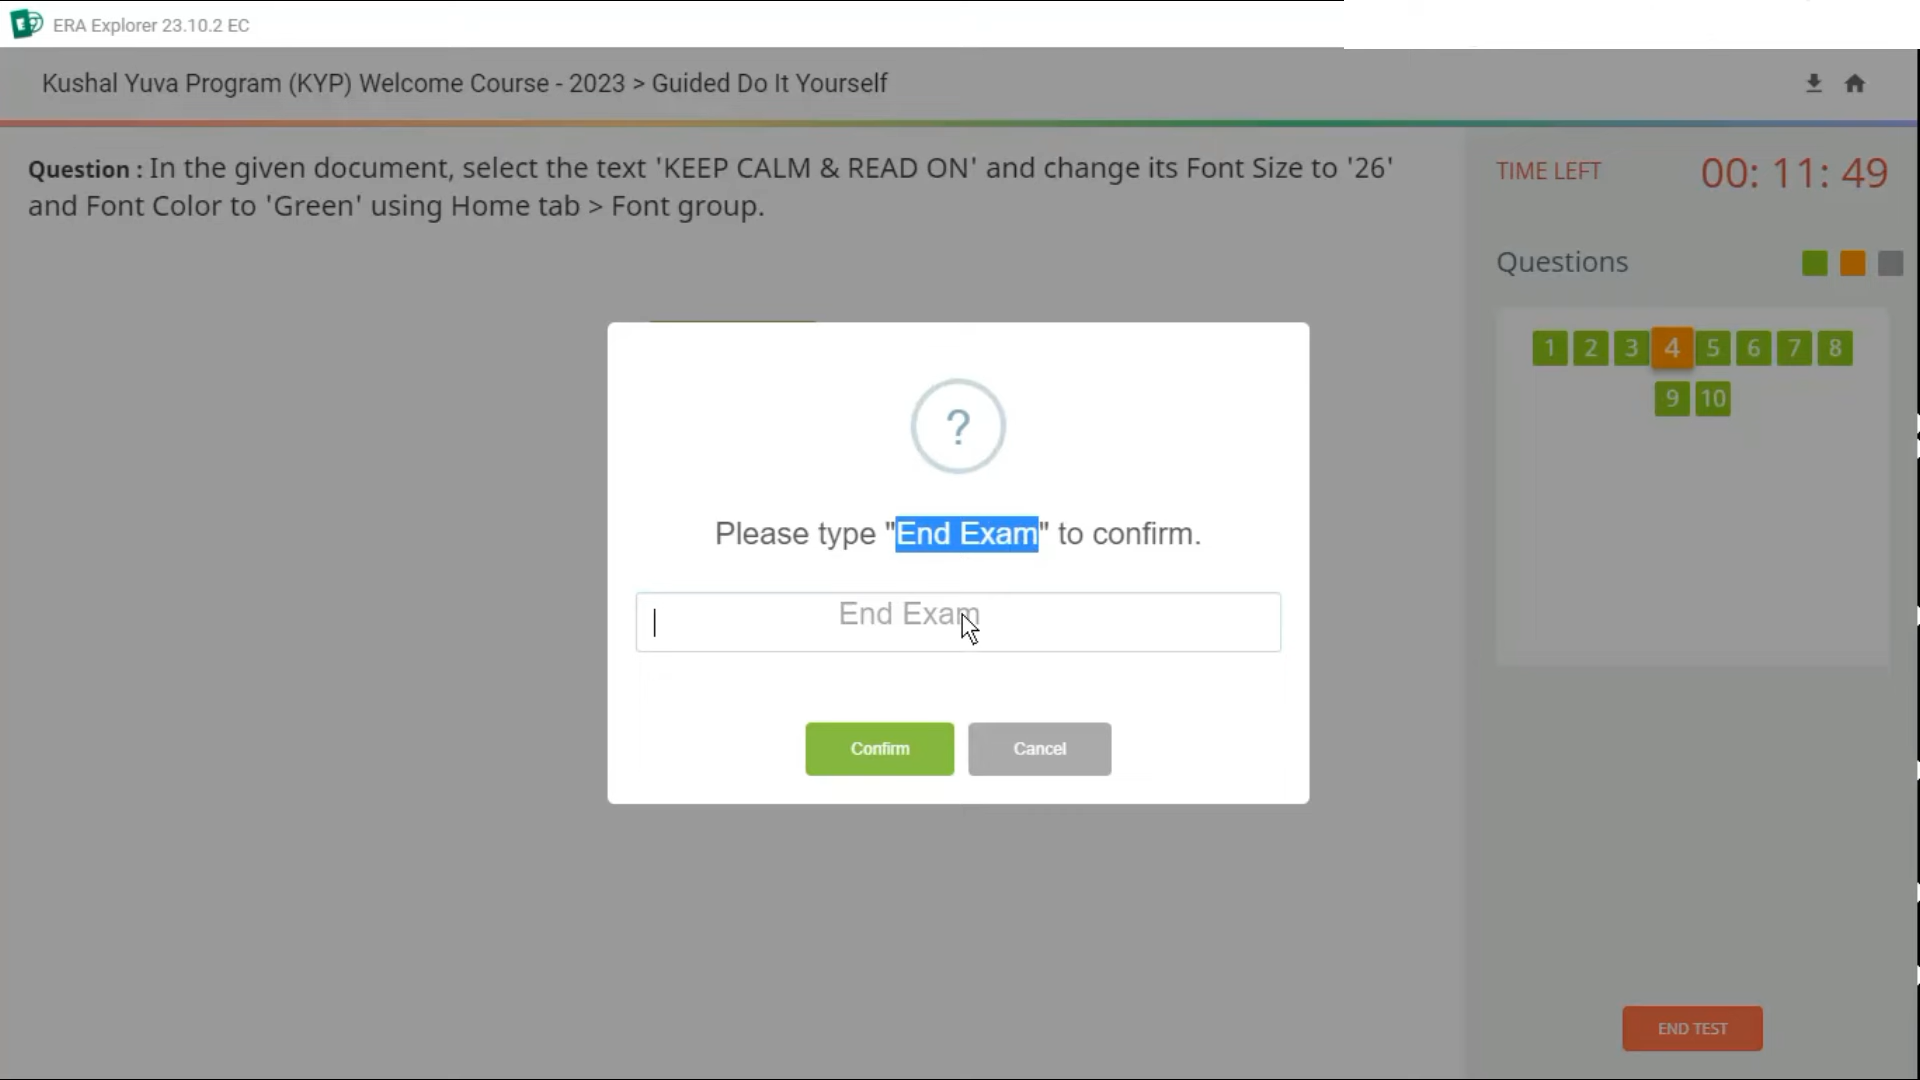 ERA Explorer 23.10.2 EC
Kushal Yuva Program (KYP) Welcome Course - 2023 > Guided Do It Yourself
Question : In the given document, select the text 'KEEP CALM & READ ON' and change its Font Size to '26'
and Font Color to 'Green' using Home tab > Font group.
TIME LEFT 00: 11: 49
Questions
1 2 3 4 5 6 7 8
9 10
?
Please type "End Exam" to confirm.
End Exam
Confirm Cancel
END TEST